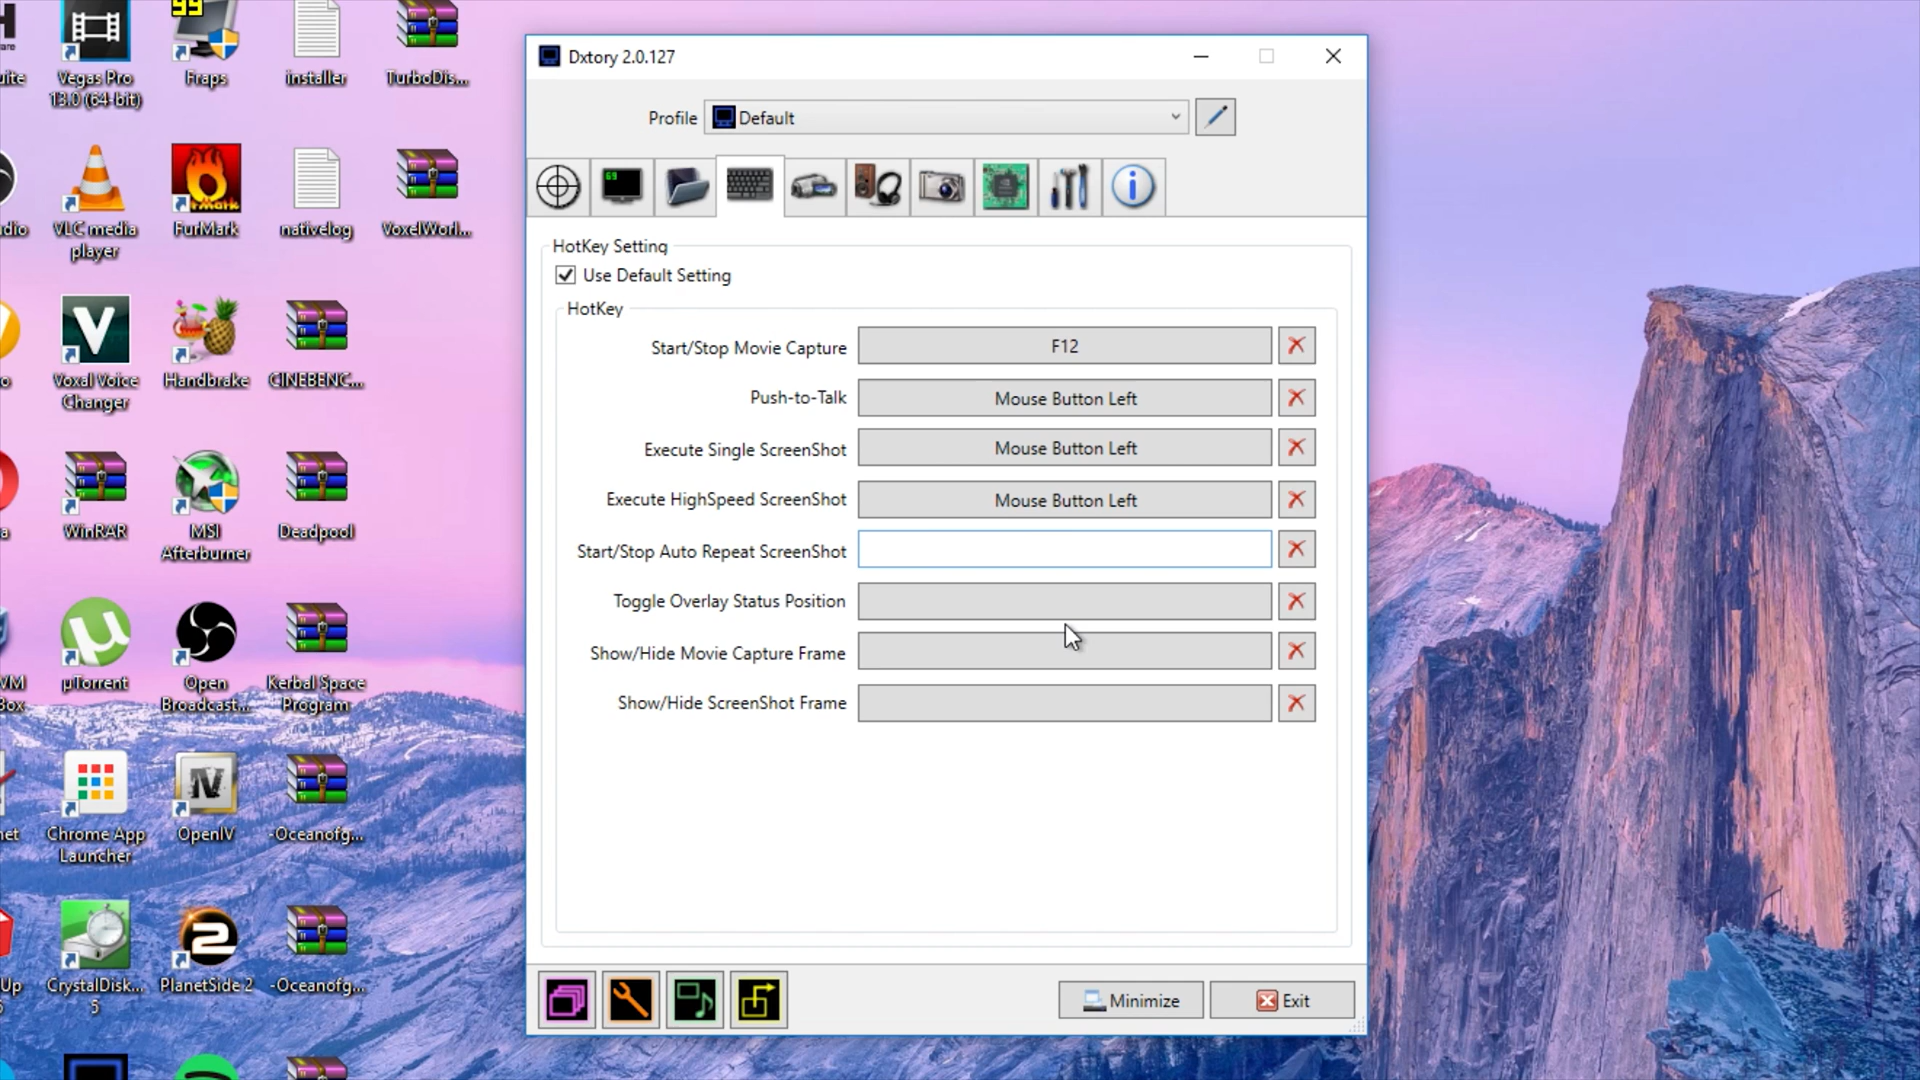 99
Vegas Pro
13.0 (64-bit)
Fraps
installer
TurboDis...
VLC media
player
FurMark
nativelog
VoxelWorl...
Voxal Voice
Changer
Handbrake
CINEBENC...
WinRAR
MSI
Afterburner
Deadpool
µTorrent
Open
Broadcast...
Kerbal Space
Program
Chrome App
Launcher
OpenIV
-Oceanofg...
CrystalDisk...
5
PlanetSide 2
-Oceanofg...
Dxtory 2.0.127
Profile
Default
69
HotKey Setting
Use Default Setting
HotKey
Start/Stop Movie Capture
F12
Push-to-Talk
Mouse Button Left
Execute Single ScreenShot
Mouse Button Left
Execute HighSpeed ScreenShot
Mouse Button Left
Start/Stop Auto Repeat ScreenShot
Toggle Overlay Status Position
Show/Hide Movie Capture Frame
Show/Hide ScreenShot Frame
Minimize
Exit